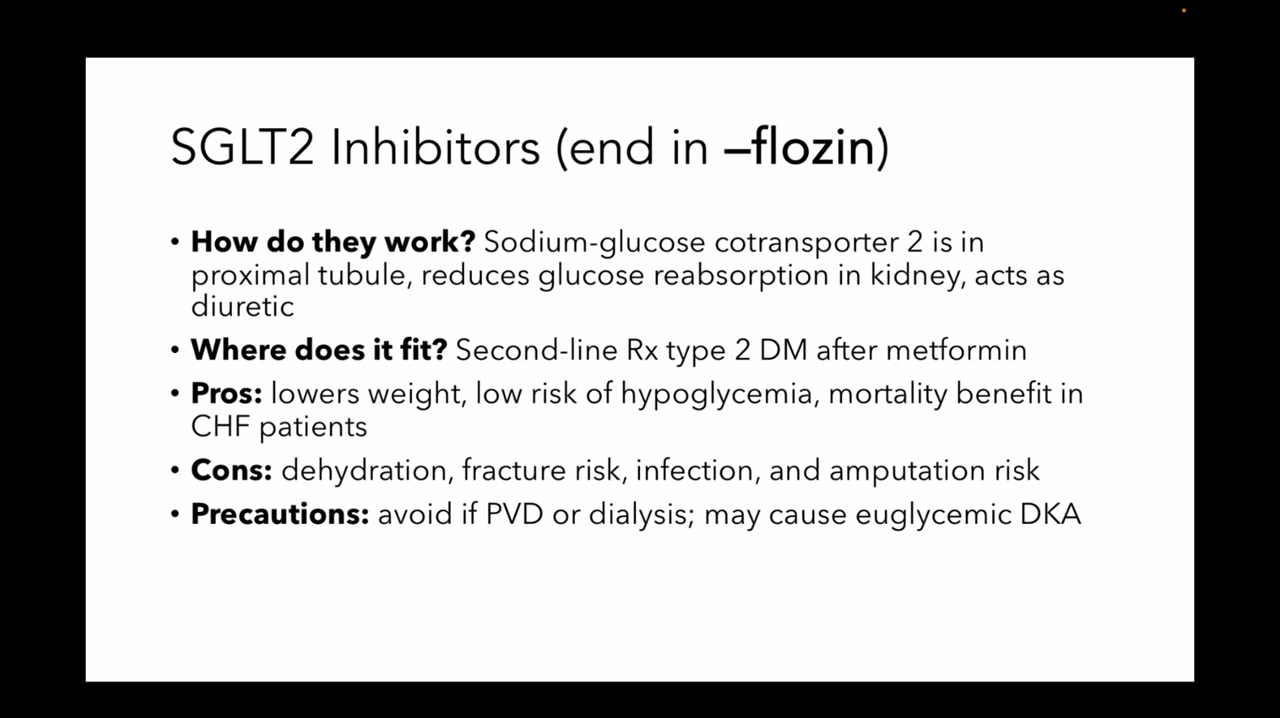 SGLT2 Inhibitors (end in –flozin)
• How do they work? Sodium-glucose cotransporter 2 is in
proximal tubule, reduces glucose reabsorption in kidney, acts as
diuretic
• Where does it fit? Second-line Rx type 2 DM after metformin
• Pros: lowers weight, low risk of hypoglycemia, mortality benefit in
CHF patients
• Cons: dehydration, fracture risk, infection, and amputation risk
• Precautions: avoid if PVD or dialysis; may cause euglycemic DKA